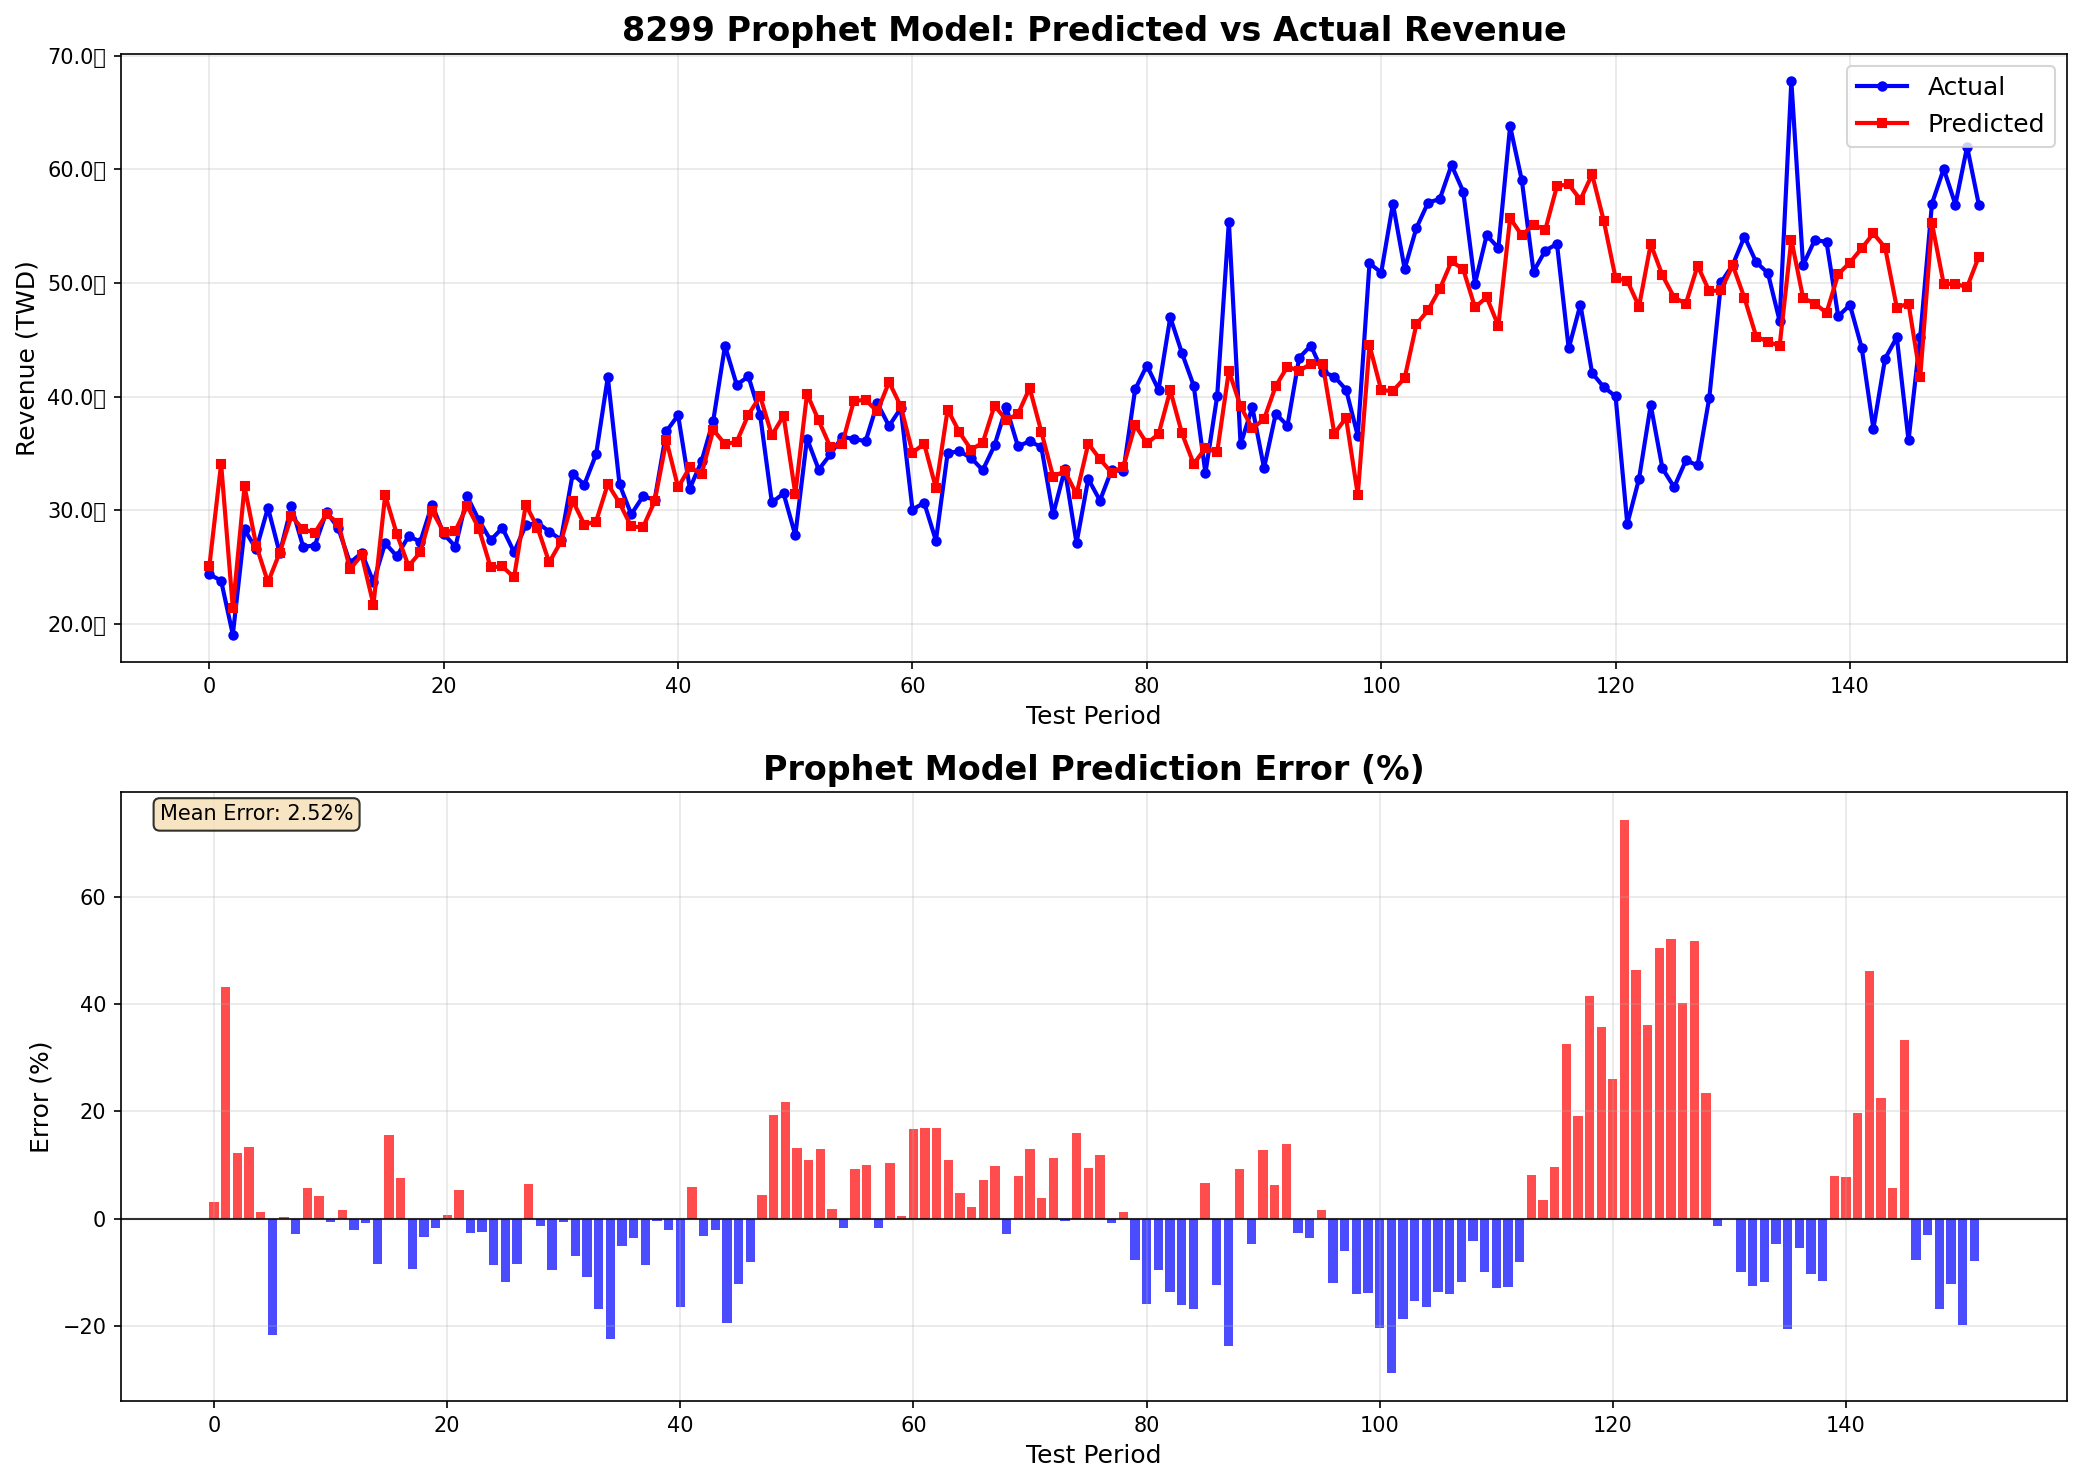 8299 Prophet Model: Predicted vs Actual Revenue
Revenue (TWD)
70.0
60.0
50.0
40.0
30.0
20.0
Actual
Predicted
0 20 40 60 80 100 120 140
Test Period
Prophet Model Prediction Error (%)
Mean Error: 2.52%
Error (%)
60
40
20
0
−20
0 20 40 60 80 100 120 140
Test Period